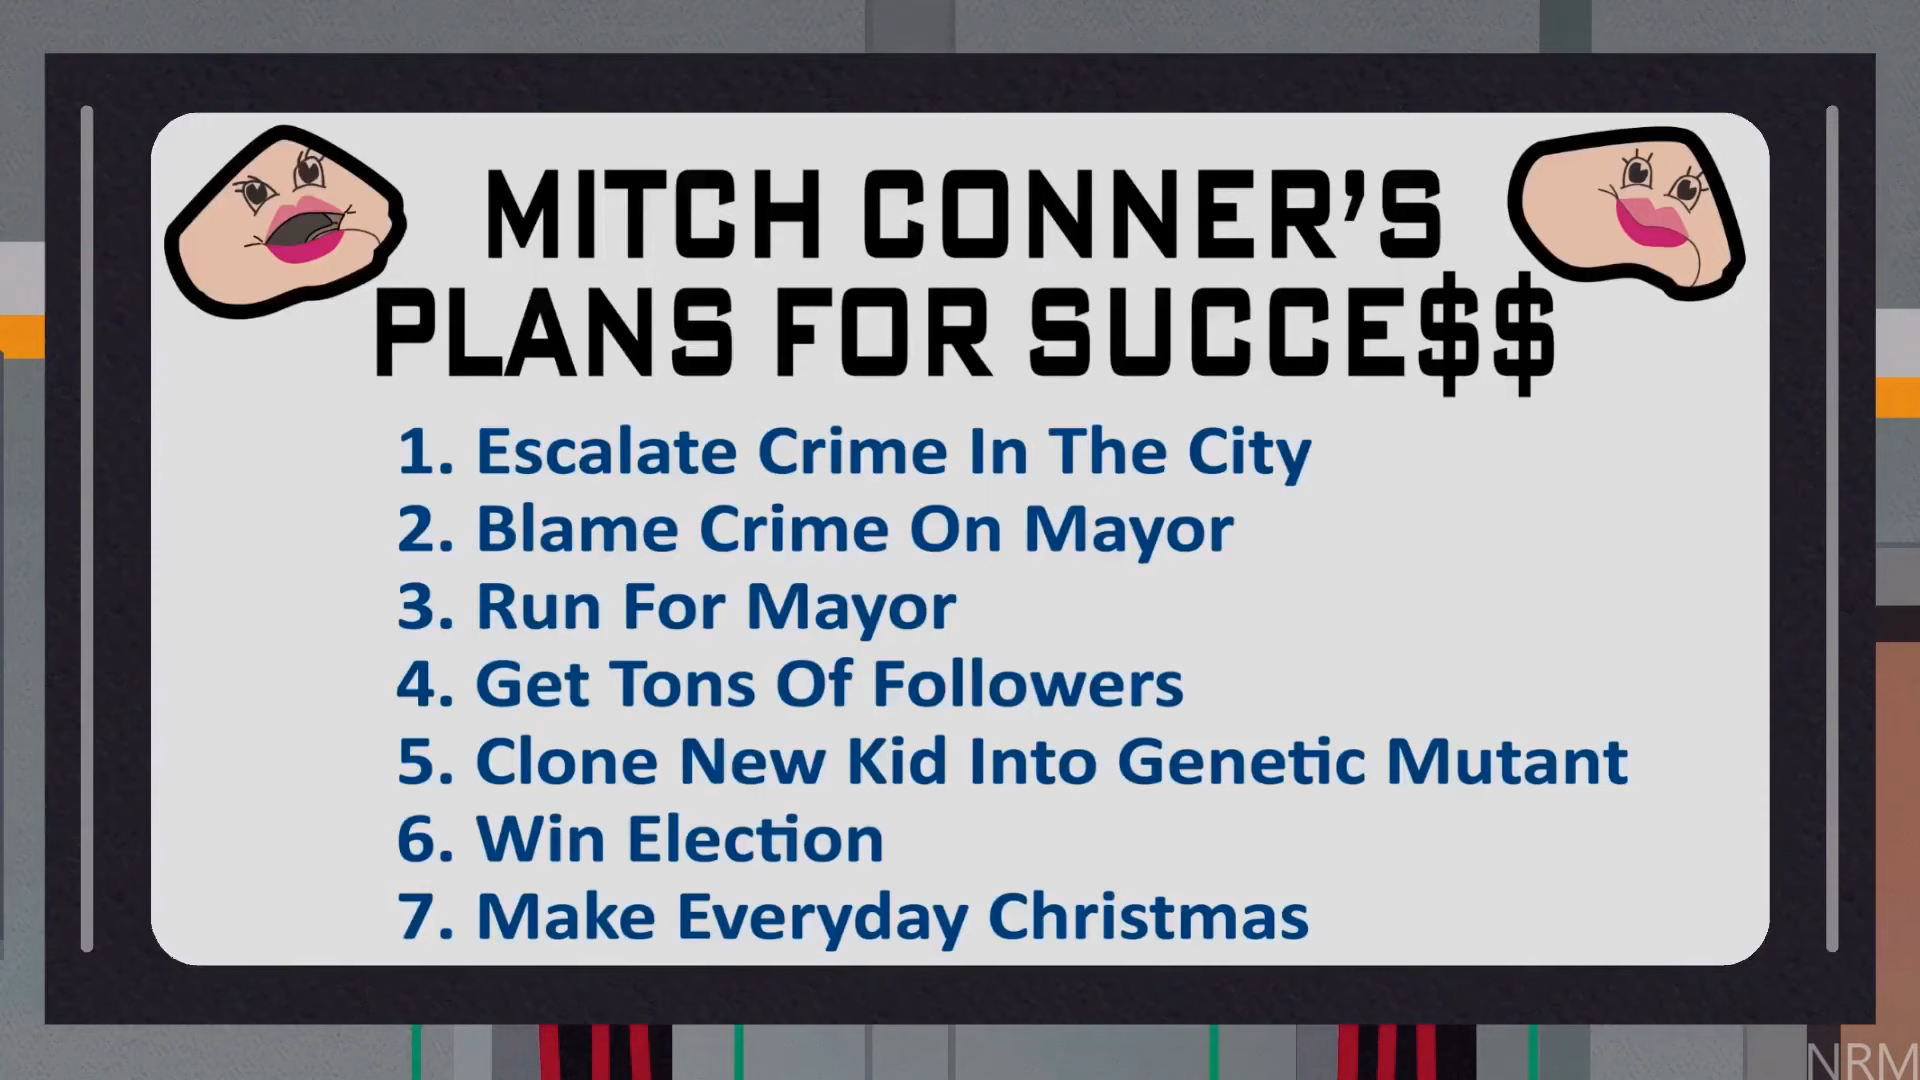 MITCH CONNER'S
PLANS FOR SUCCE$$
1. Escalate Crime In The City
2. Blame Crime On Mayor
3. Run For Mayor
4. Get Tons Of Followers
5. Clone New Kid Into Genetic Mutant
6. Win Election
7. Make Everyday Christmas
NRM